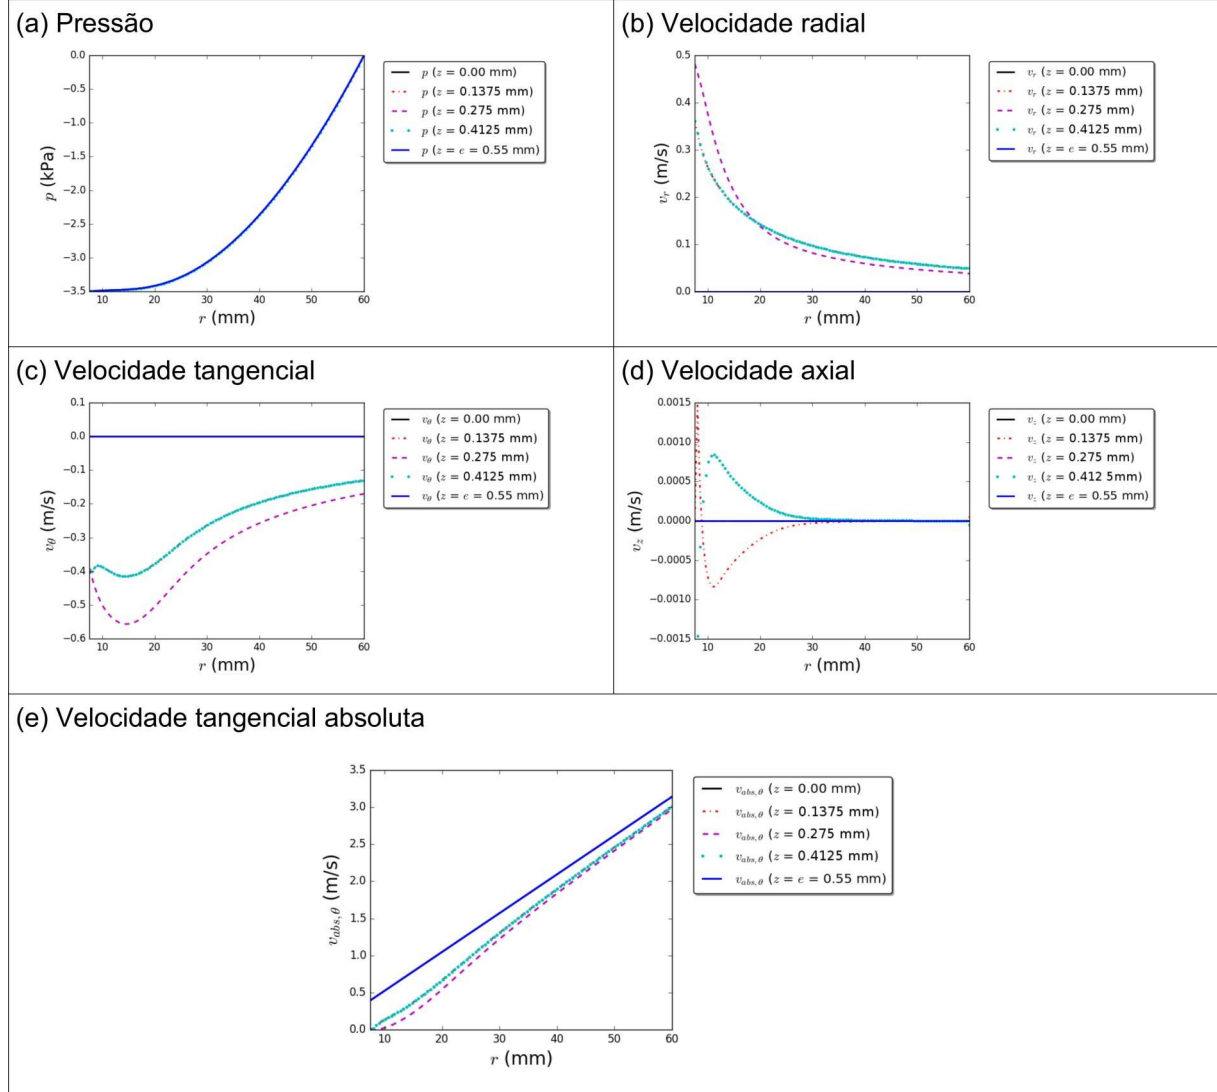 (a) Pressão
0.0
−0.5
−1.0
−1.5
−2.0
−2.5
−3.0
−3.5
p (kPa)
10 20 30 40 50 60
r (mm)
p (z = 0.00 mm)
p (z = 0.1375 mm)
p (z = 0.275 mm)
p (z = 0.4125 mm)
p (z = e = 0.55 mm)
(b) Velocidade radial
0.5
0.4
0.3
0.2
0.1
0.0
v_r (m/s)
10 20 30 40 50 60
r (mm)
v_r (z = 0.00 mm)
v_r (z = 0.1375 mm)
v_r (z = 0.275 mm)
v_r (z = 0.4125 mm)
v_r (z = e = 0.55 mm)
(c) Velocidade tangencial
0.1
0.0
−0.1
−0.2
−0.3
−0.4
−0.5
−0.6
v_θ (m/s)
10 20 30 40 50 60
r (mm)
v_θ (z = 0.00 mm)
v_θ (z = 0.1375 mm)
v_θ (z = 0.275 mm)
v_θ (z = 0.4125 mm)
v_θ (z = e = 0.55 mm)
(d) Velocidade axial
0.0015
0.0010
0.0005
0.0000
−0.0005
−0.0010
−0.0015
v_z (m/s)
10 20 30 40 50 60
r (mm)
v_z (z = 0.00 mm)
v_z (z = 0.1375 mm)
v_z (z = 0.275 mm)
v_z (z = 0.412 5mm)
v_z (z = e = 0.55 mm)
(e) Velocidade tangencial absoluta
3.5
3.0
2.5
2.0
1.5
1.0
0.5
0.0
v_abs,θ (m/s)
10 20 30 40 50 60
r (mm)
v_abs,θ (z = 0.00 mm)
v_abs,θ (z = 0.1375 mm)
v_abs,θ (z = 0.275 mm)
v_abs,θ (z = 0.4125 mm)
v_abs,θ (z = e = 0.55 mm)